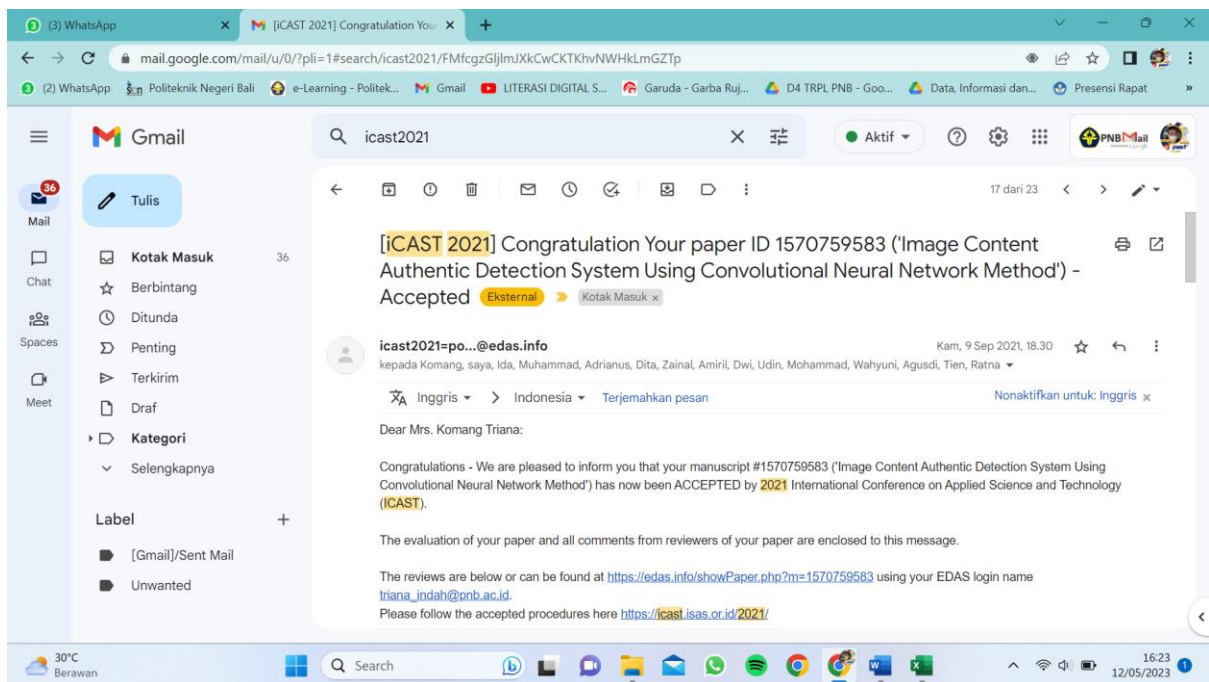 (3) WhatsApp
[iCAST 2021] Congratulation You
mail.google.com/mail/u/0/?pli=1#search/icast2021/FMfcgzGljlmJXkCwCKTKhvNWHkLmGZTp
(2) WhatsApp Politeknik Negeri Bali e-Learning - Politek... Gmail LITERASI DIGITAL S... Garuda - Garba Ruj... D4 TRPL PNB - Goo... Data, Informasi dan... Presensi Rapat »
Gmail
icast2021
Aktif
PNBMail
36
Mail
Chat
Spaces
Meet
Tulis
Kotak Masuk 36
Berbintang
Ditunda
Penting
Terkirim
Draf
Kategori
Selengkapnya
Label +
[Gmail]/Sent Mail
Unwanted
17 dari 23
[iCAST 2021] Congratulation Your paper ID 1570759583 ('Image Content
Authentic Detection System Using Convolutional Neural Network Method') -
Accepted Eksternal Kotak Masuk x
icast2021=po...@edas.info Kam, 9 Sep 2021, 18.30
kepada Komang, saya, Ida, Muhammad, Adrianus, Dita, Zainal, Amiril, Dwi, Udin, Mohammad, Wahyuni, Agusdi, Tien, Ratna
Inggris > Indonesia Terjemahkan pesan Nonaktifkan untuk: Inggris x
Dear Mrs. Komang Triana:
Congratulations - We are pleased to inform you that your manuscript #1570759583 ('Image Content Authentic Detection System Using
Convolutional Neural Network Method') has now been ACCEPTED by 2021 International Conference on Applied Science and Technology
(ICAST).
The evaluation of your paper and all comments from reviewers of your paper are enclosed to this message.
The reviews are below or can be found at https://edas.info/showPaper.php?m=1570759583 using your EDAS login name
triana_indah@pnb.ac.id.
Please follow the accepted procedures here https://icast.isas.or.id/2021/
30°C
Berawan
Search
16:23
12/05/2023
1